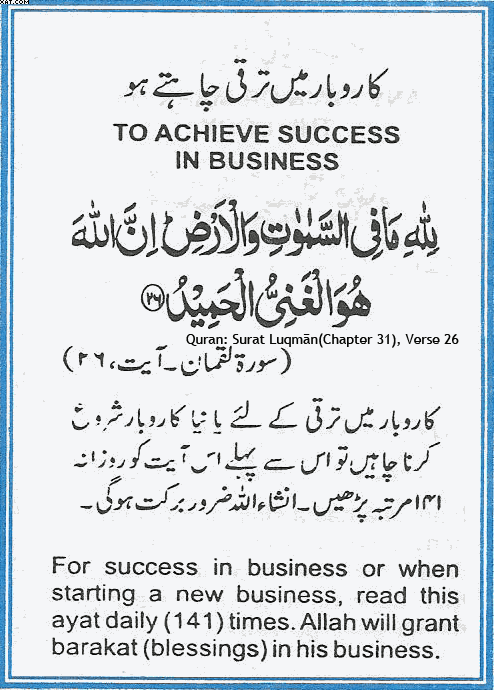 XAT.COM
کاروبار میں ترقی چاہتے ہو
TO ACHIEVE SUCCESS
IN BUSINESS
لِلّٰهِ مَا فِی السَّمٰوٰتِ وَالْاَرْضِ ؕ اِنَّ اللّٰهَ
هُوَ الْغَنِیُّ الْحَمِیْدُ ﴿۲۶﴾
Quran: Surat Luqmān(Chapter 31), Verse 26
(سورۃ لقمان۔ آیت، ۲۶)
کاروبار میں ترقی کے لئے یا نیا کاروبار شروع
کرنا چاہیں تو اس سے پہلے اس آیت کو روزانہ
۱۴۱ مرتبہ پڑھیں۔ انشاء اللہ ضرور برکت ہوگی۔
For success in business or when
starting a new business, read this
ayat daily (141) times. Allah will grant
barakat (blessings) in his business.